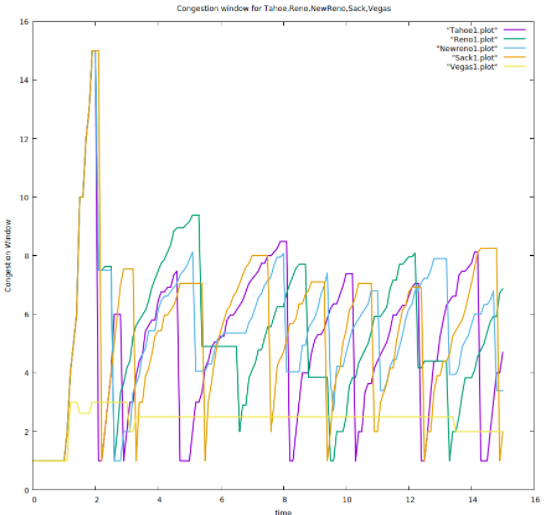 Congestion window for Tahoe,Reno,NewReno,Sack,Vegas
16
14
12
10
8
6
4
2
0
Congestion Window
"Tahoe1.plot"
"Reno1.plot"
"Newreno1.plot"
"Sack1.plot"
"Vegas1.plot"
0 2 4 6 8 10 12 14 16
time